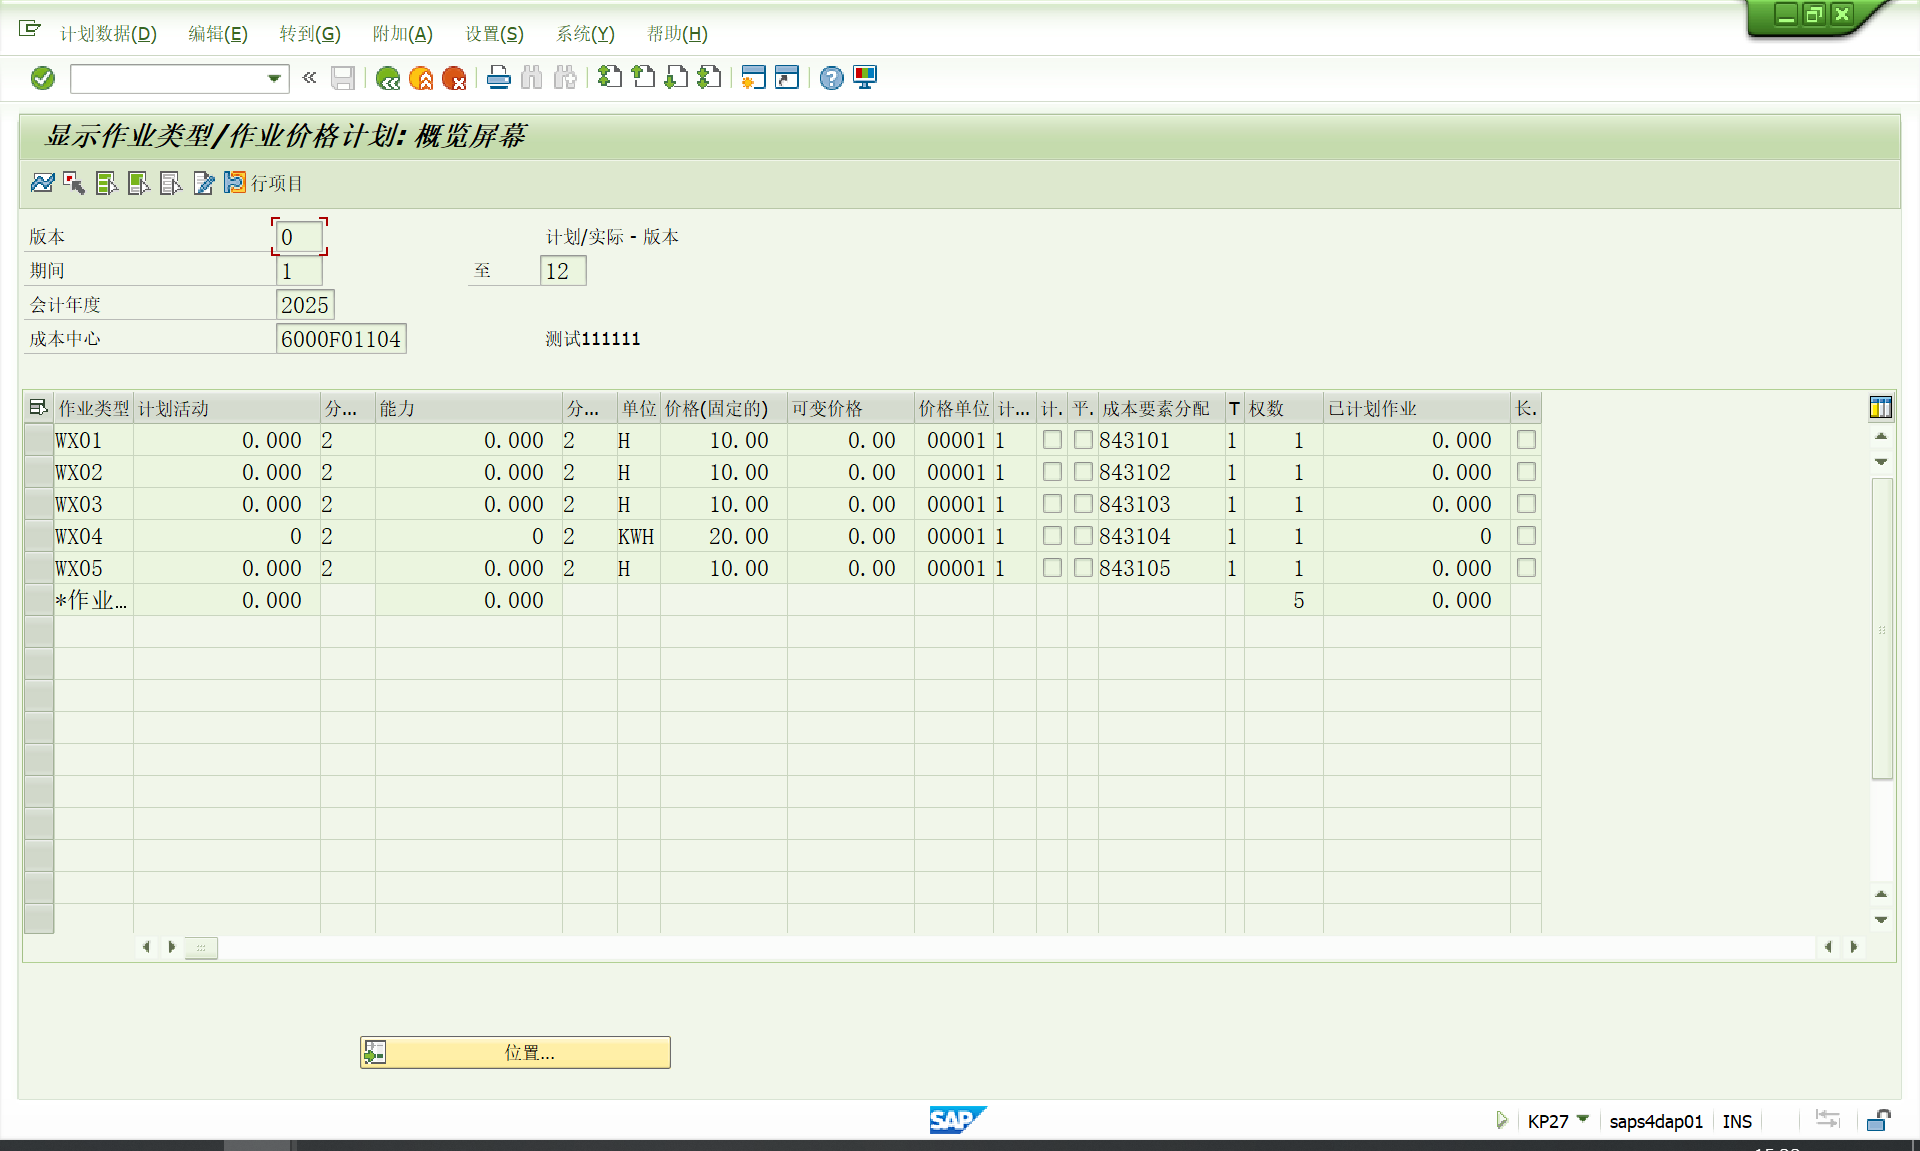 计划数据(D) 编辑(E) 转到(G) 附加(A) 设置(S) 系统(Y) 帮助(H)
显示作业类型/作业价格计划: 概览屏幕
行项目
版本 0 计划/实际 - 版本
期间 1 至 12
会计年度 2025
成本中心 6000F01104 测试111111
作业类型 计划活动 分... 能力 分... 单位 价格(固定的) 可变价格 价格单位 计... 计. 平. 成本要素分配 T 权数 已计划作业 长.
WX01 0.000 2 0.000 2 H 10.00 0.00 00001 1 843101 1 1 0.000
WX02 0.000 2 0.000 2 H 10.00 0.00 00001 1 843102 1 1 0.000
WX03 0.000 2 0.000 2 H 10.00 0.00 00001 1 843103 1 1 0.000
WX04 0 2 0 2 KWH 20.00 0.00 00001 1 843104 1 1 0
WX05 0.000 2 0.000 2 H 10.00 0.00 00001 1 843105 1 1 0.000
*作业... 0.000 0.000 5 0.000
位置...
SAP KP27 saps4dap01 INS